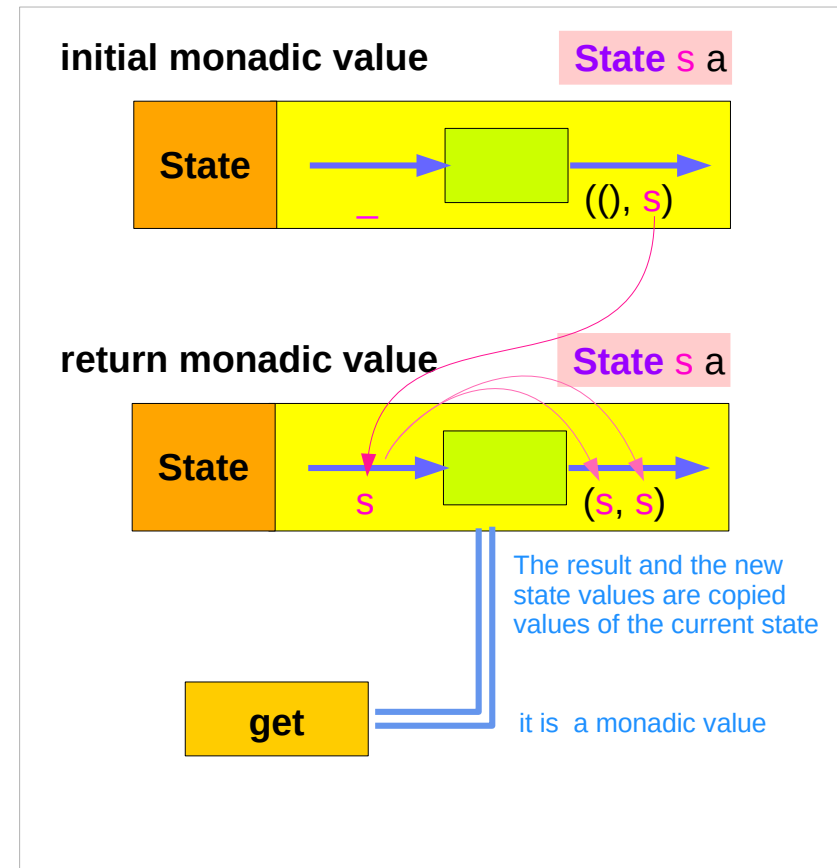 initial monadic value
State s a
State
_
((), s)
return monadic value
State s a
State
s
(s, s)
The result and the new
state values are copied
values of the current state
get
it is a monadic value